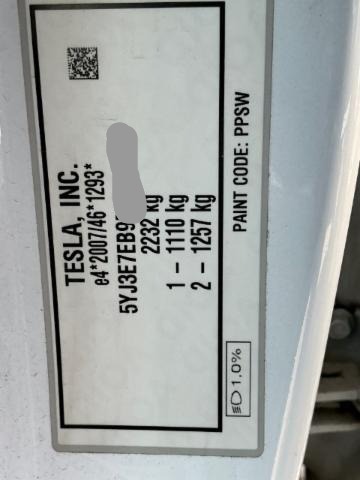 TESLA, INC.
e4*2007/46*1293*
5YJ3E7EB9
2232 kg
1 - 1110 kg
2 - 1257 kg
PAINT CODE: PPSW
1.0%